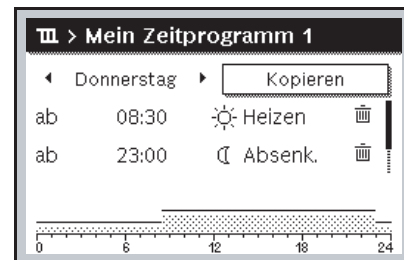 > Mein Zeitprogramm 1
Donnerstag Kopieren
ab 08:30 Heizen
ab 23:00 Absenk.
0 6 12 18 24